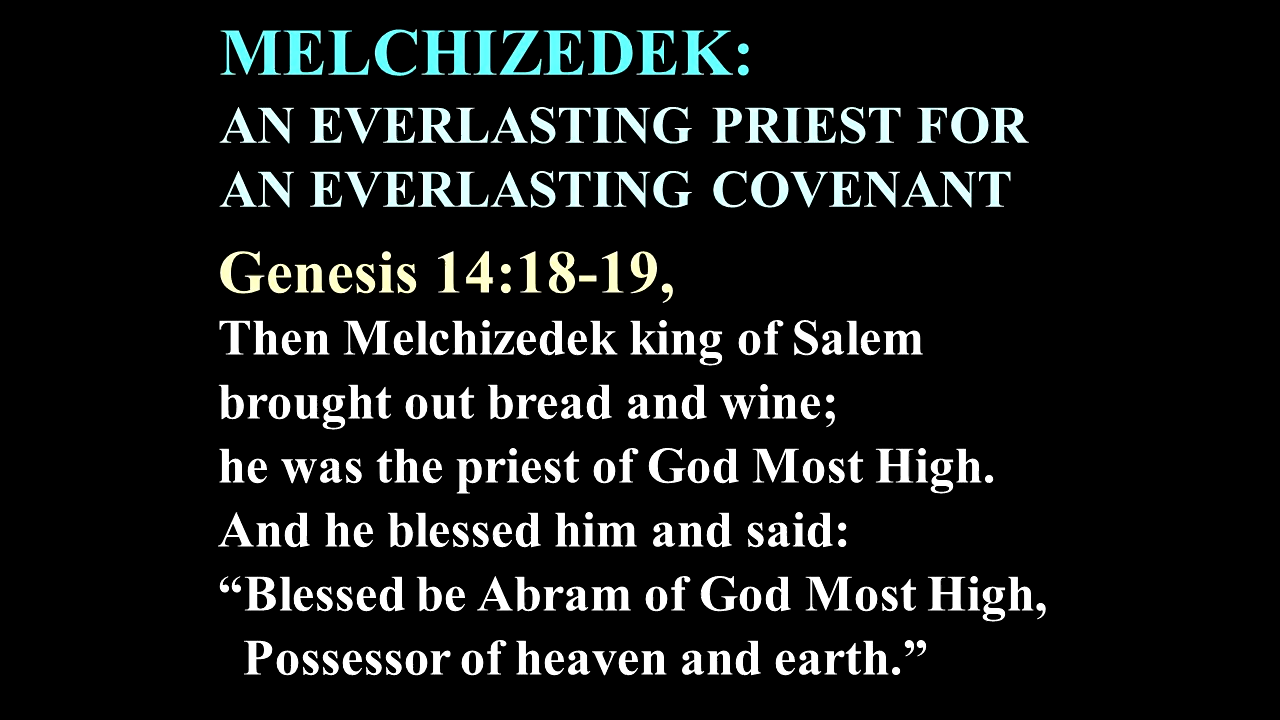 MELCHIZEDEK:
AN EVERLASTING PRIEST FOR
AN EVERLASTING COVENANT
Genesis 14:18-19,
Then Melchizedek king of Salem
brought out bread and wine;
he was the priest of God Most High.
And he blessed him and said:
“Blessed be Abram of God Most High,
Possessor of heaven and earth.”